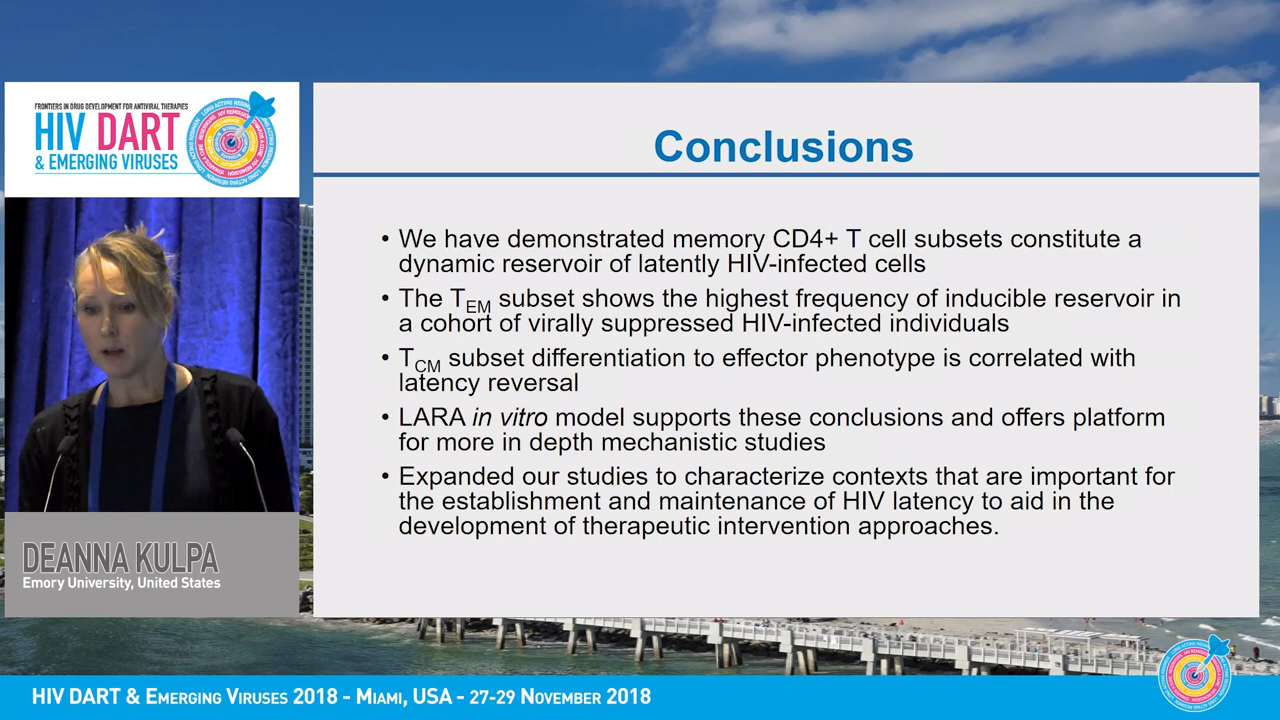 FRONTIERS IN DRUG DEVELOPMENT FOR ANTIVIRAL THERAPIES
HIV DART
& EMERGING VIRUSES
DEANNA KULPA
Emory University, United States
Conclusions
• We have demonstrated memory CD4+ T cell subsets constitute a
dynamic reservoir of latently HIV-infected cells
• The TEM subset shows the highest frequency of inducible reservoir in
a cohort of virally suppressed HIV-infected individuals
• TCM subset differentiation to effector phenotype is correlated with
latency reversal
• LARA in vitro model supports these conclusions and offers platform
for more in depth mechanistic studies
• Expanded our studies to characterize contexts that are important for
the establishment and maintenance of HIV latency to aid in the
development of therapeutic intervention approaches.
HIV DART & EMERGING VIRUSES 2018 - MIAMI, USA - 27-29 NOVEMBER 2018